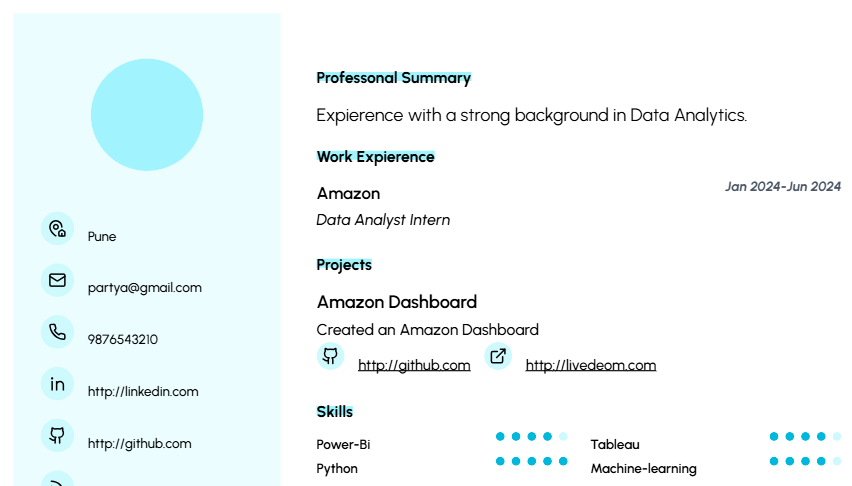 Pune
partya@gmail.com
9876543210
http://linkedin.com
http://github.com
Professonal Summary
Expierence with a strong background in Data Analytics.
Work Expierence
Amazon
Jan 2024-Jun 2024
Data Analyst Intern
Projects
Amazon Dashboard
Created an Amazon Dashboard
http://github.com http://livedeom.com
Skills
Power-Bi Tableau
Python Machine-learning